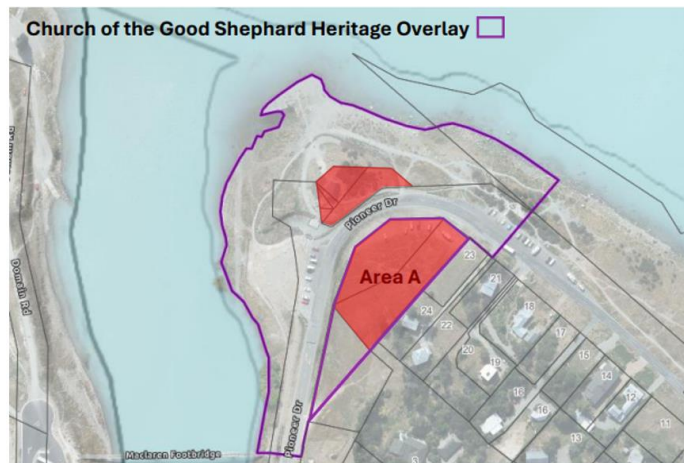 Church of the Good Shephard Heritage Overlay
Domain Rd
Pioneer Dr
Area A
23
21
24
22
18
20
17
19
15
14
18
12
16
11
13
Pioneer Dr
Maclaren Footbridge